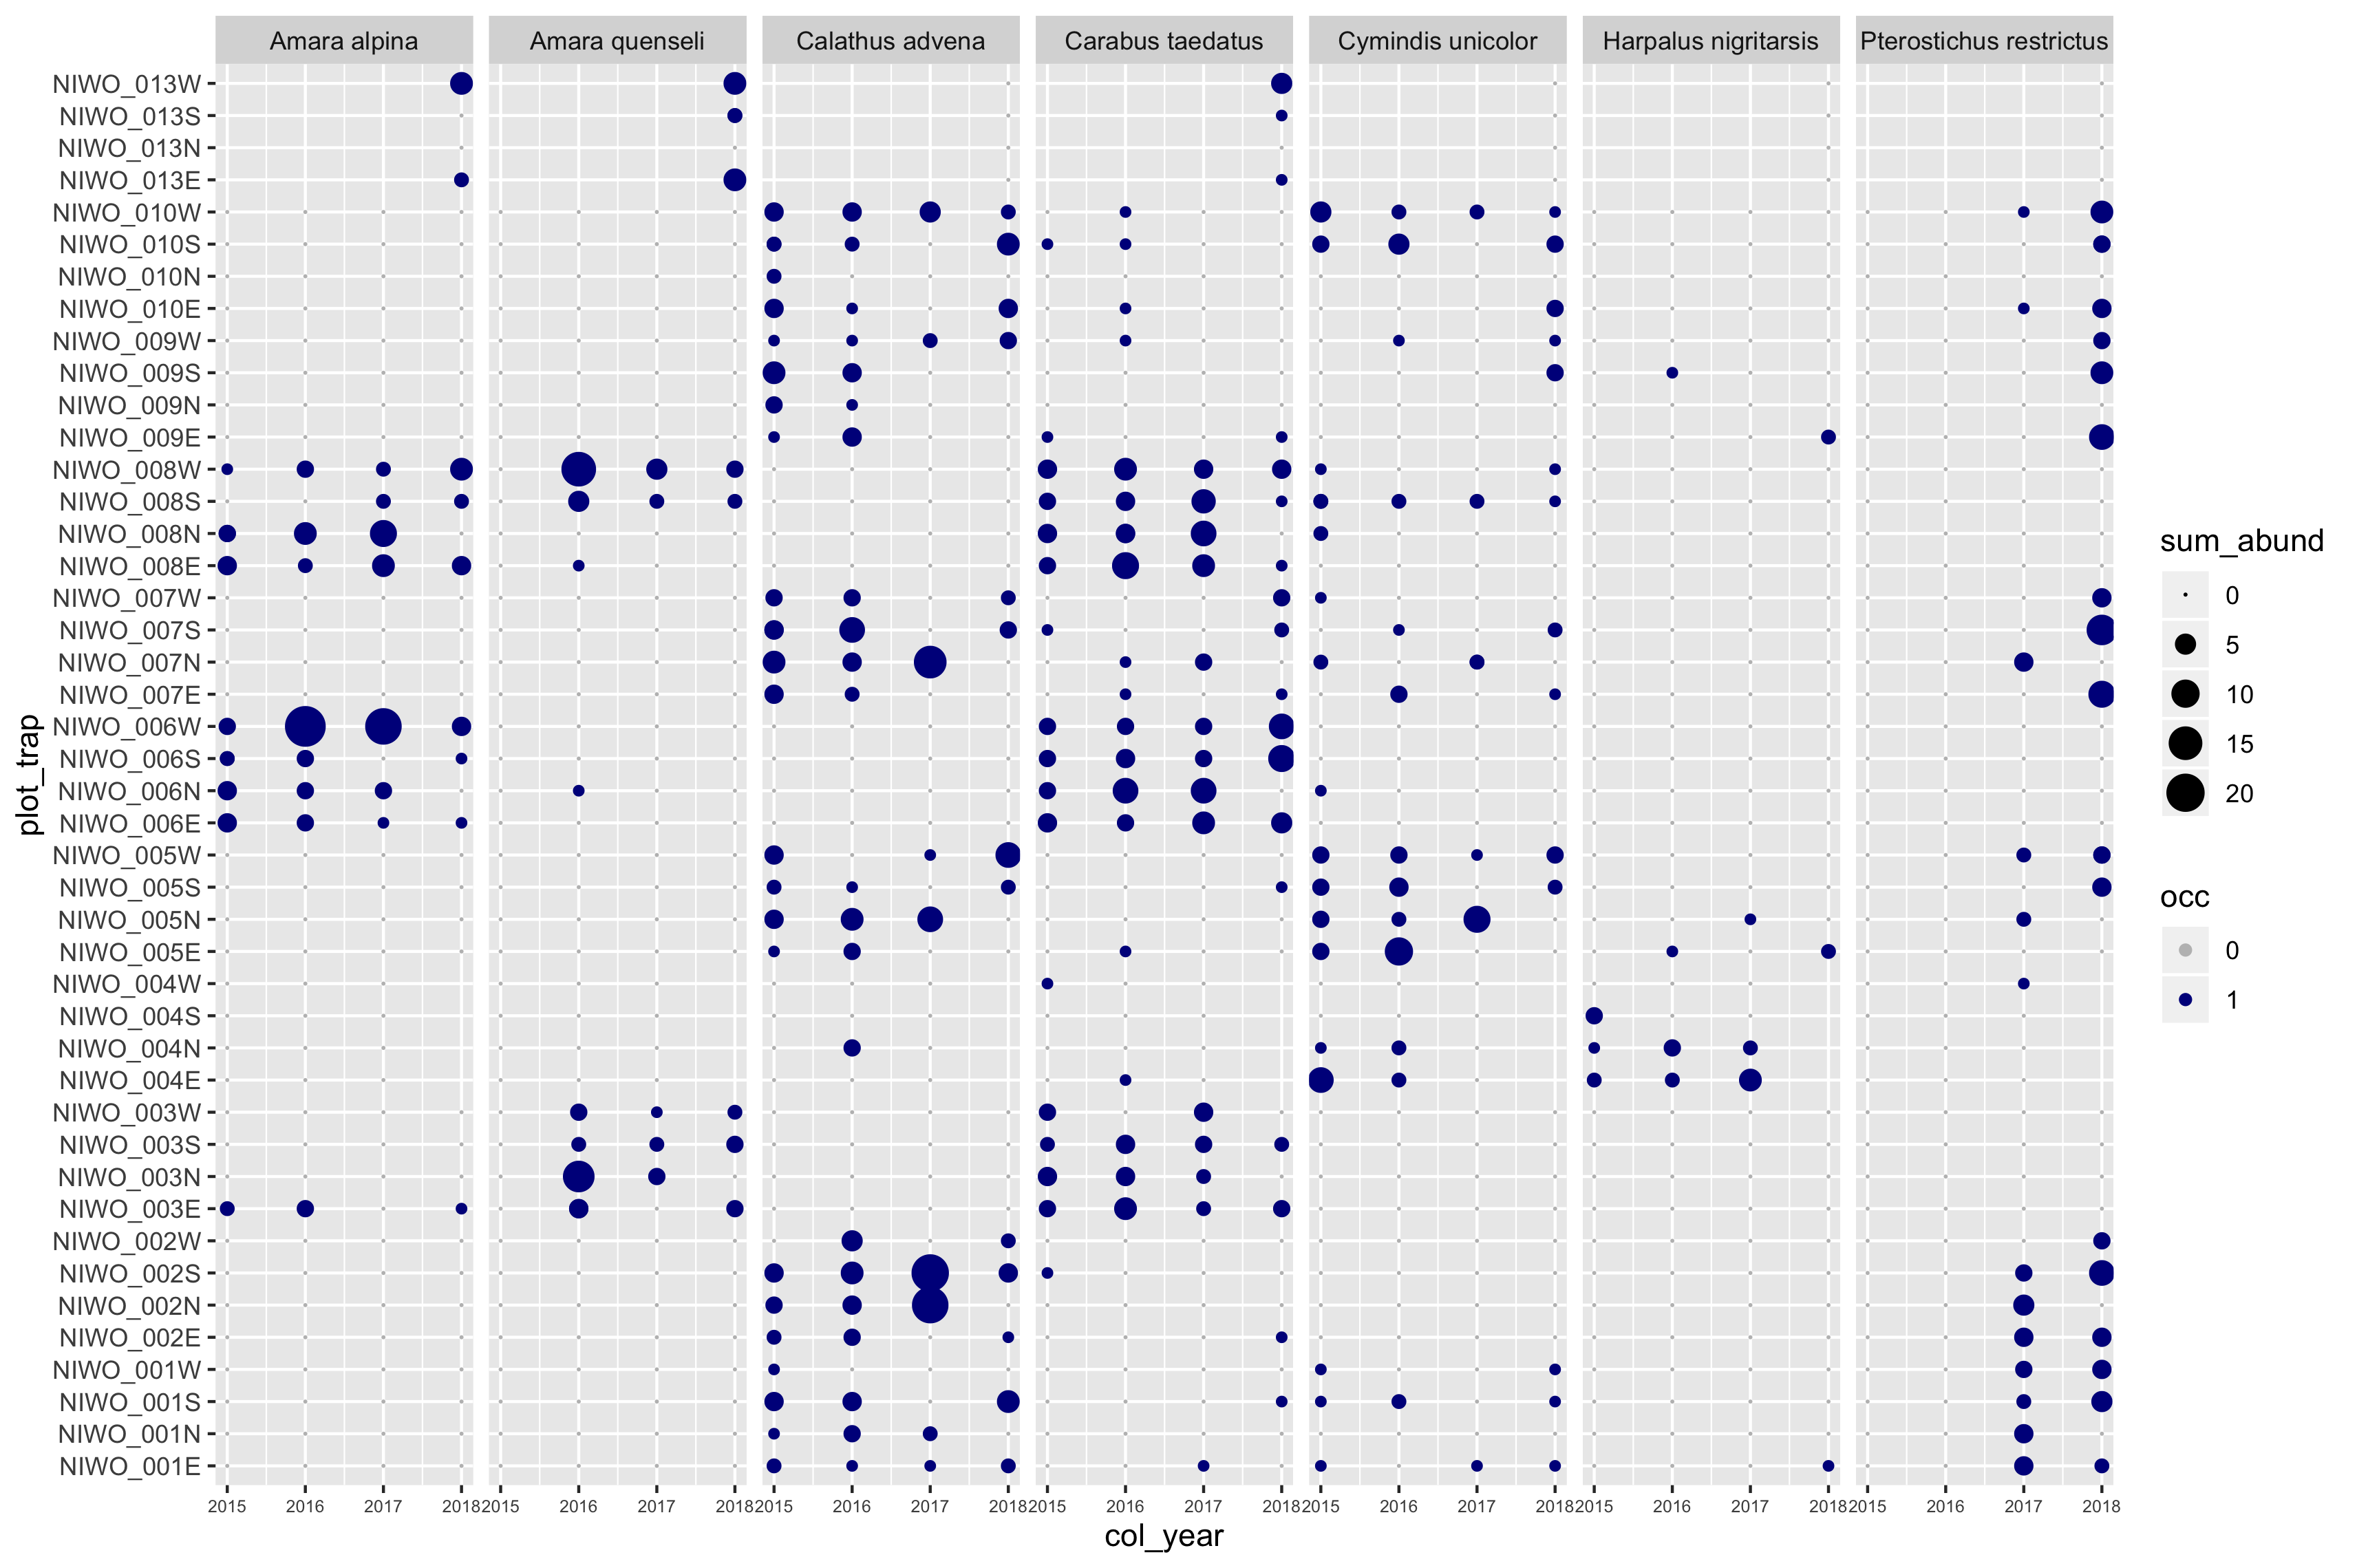 Amara alpina
Amara quenseli
Calathus advena
Carabus taedatus
Cymindis unicolor
Harpalus nigritarsis
Pterostichus restrictus
plot_trap
NIWO_013W
NIWO_013S
NIWO_013N
NIWO_013E
NIWO_010W
NIWO_010S
NIWO_010N
NIWO_010E
NIWO_009W
NIWO_009S
NIWO_009N
NIWO_009E
NIWO_008W
NIWO_008S
NIWO_008N
NIWO_008E
NIWO_007W
NIWO_007S
NIWO_007N
NIWO_007E
NIWO_006W
NIWO_006S
NIWO_006N
NIWO_006E
NIWO_005W
NIWO_005S
NIWO_005N
NIWO_005E
NIWO_004W
NIWO_004S
NIWO_004N
NIWO_004E
NIWO_003W
NIWO_003S
NIWO_003N
NIWO_003E
NIWO_002W
NIWO_002S
NIWO_002N
NIWO_002E
NIWO_001W
NIWO_001S
NIWO_001N
NIWO_001E
2015 2016 2017 2018
2015 2016 2017 2018
2015 2016 2017 2018
2015 2016 2017 2018
2015 2016 2017 2018
2015 2016 2017 2018
2015 2016 2017 2018
col_year
sum_abund
0
5
10
15
20
occ
0
1